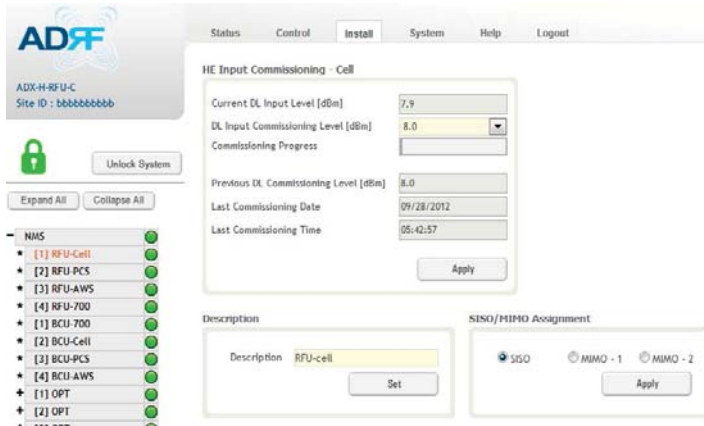 ADRF
ADX-H-RFU-C
Site ID : bbbbbbbbbb
Unlock System
Expand All Collapse All
NMS
[1] RFU-Cell
[2] RFU-PCS
[3] RFU-AWS
[4] RFU-700
[1] BCU-700
[2] BCU-Cell
[3] BCU-PCS
[4] BCU-AWS
[1] OPT
[2] OPT
Status Control Install System Help Logout
HE Input Commissioning - Cell
Current DL Input Level [dBm] 7.9
DL Input Commissioning Level [dBm] 8.0
Commissioning Progress
Previous DL Commissioning Level [dBm] 8.0
Last Commissioning Date 09/28/2012
Last Commissioning Time 05:42:57
Apply
Description
Description RFU-cell
Set
SISO/MIMO Assignment
SISO MIMO - 1 MIMO - 2
Apply